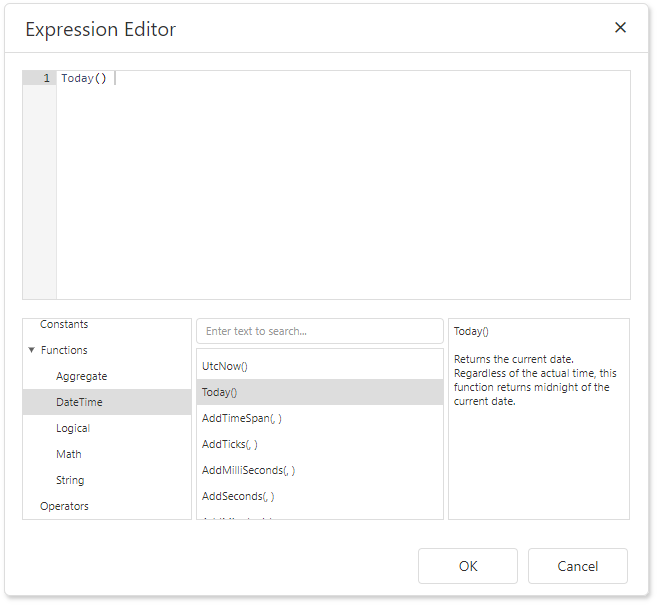 Expression Editor
1 Today()
Constants
Functions
Aggregate
DateTime
Logical
Math
String
Operators
Enter text to search...
UtcNow()
Today()
AddTimeSpan(, )
AddTicks(, )
AddMilliSeconds(, )
AddSeconds(, )
Today()
Returns the current date.
Regardless of the actual time, this
function returns midnight of the
current date.
OK
Cancel